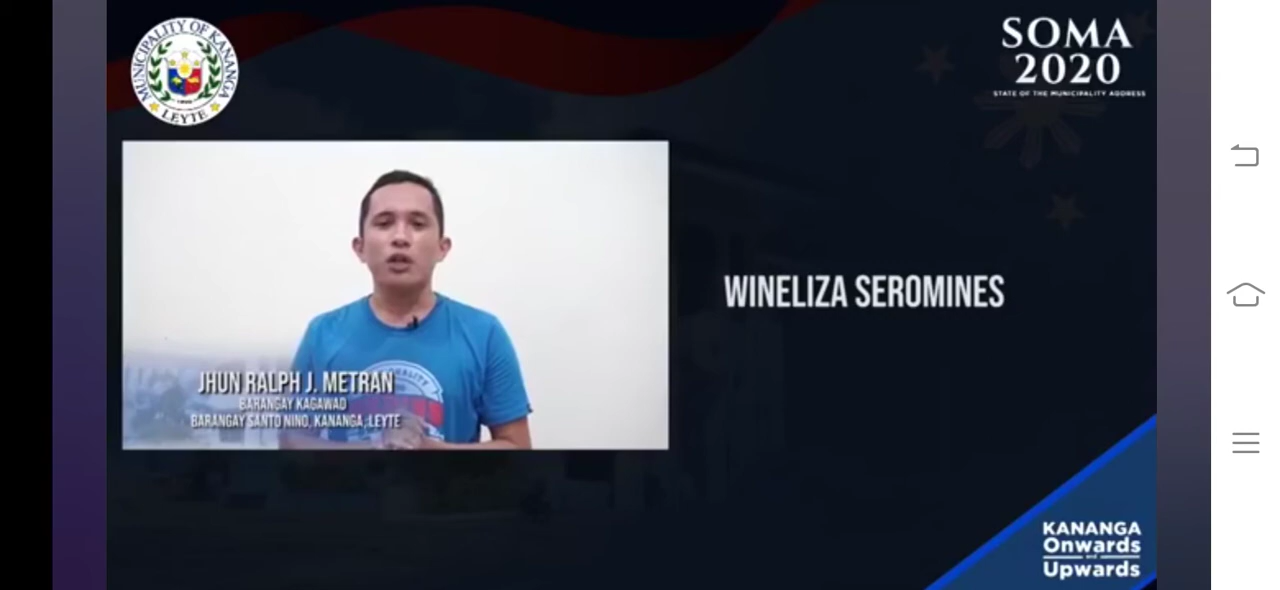 MUNICIPALITY OF KANANGA
LEYTE
SOMA
2020
STATE OF THE MUNICIPALITY ADDRESS
WINELIZA SEROMINES
JHUN RALPH J. METRAN
BARANGAY KAGAWAD
BARANGAY SANTO NINO, KANANGA, LEYTE
KANANGA
Onwards
Upwards